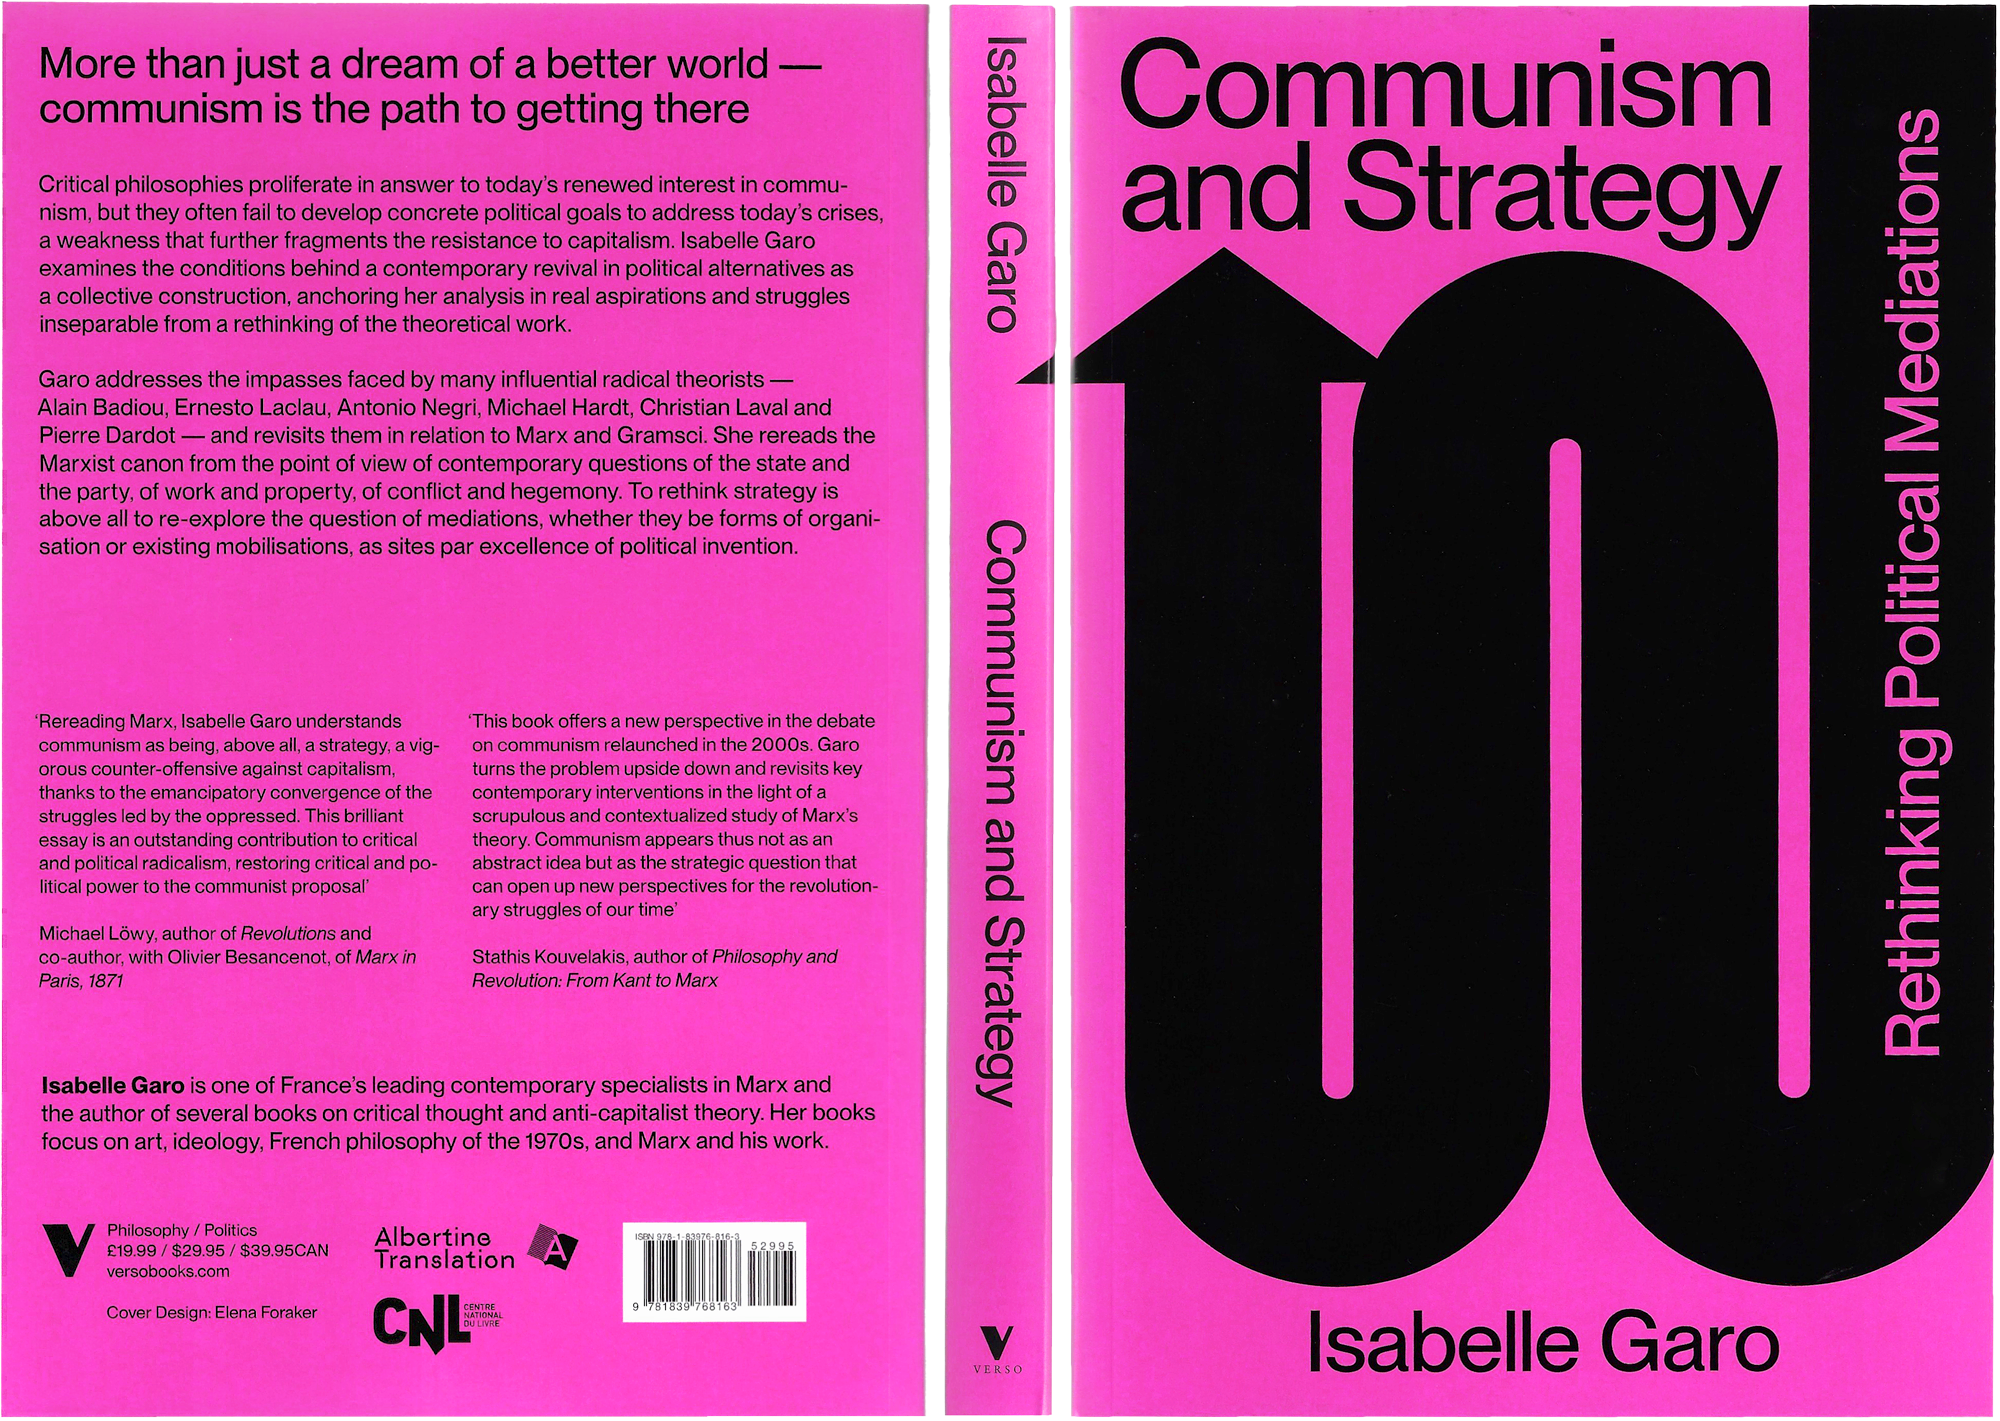 More than just a dream of a better world —
communism is the path to getting there
Critical philosophies proliferate in answer to today's renewed interest in commu-
nism, but they often fail to develop concrete political goals to address today's crises,
a weakness that further fragments the resistance to capitalism. Isabelle Garo
examines the conditions behind a contemporary revival in political alternatives as
a collective construction, anchoring her analysis in real aspirations and struggles
inseparable from a rethinking of the theoretical work.
Garo addresses the impasses faced by many influential radical theorists —
Alain Badiou, Ernesto Laclau, Antonio Negri, Michael Hardt, Christian Laval and
Pierre Dardot — and revisits them in relation to Marx and Gramsci. She rereads the
Marxist canon from the point of view of contemporary questions of the state and
the party, of work and property, of conflict and hegemony. To rethink strategy is
above all to re-explore the question of mediations, whether they be forms of organi-
sation or existing mobilisations, as sites par excellence of political invention.
‘Rereading Marx, Isabelle Garo understands
communism as being, above all, a strategy, a vig-
orous counter-offensive against capitalism,
thanks to the emancipatory convergence of the
struggles led by the oppressed. This brilliant
essay is an outstanding contribution to critical
and political radicalism, restoring critical and po-
litical power to the communist proposal’
Michael Löwy, author of Revolutions and
co-author, with Olivier Besancenot, of Marx in
Paris, 1871
‘This book offers a new perspective in the debate
on communism relaunched in the 2000s. Garo
turns the problem upside down and revisits key
contemporary interventions in the light of a
scrupulous and contextualized study of Marx's
theory. Communism appears thus not as an
abstract idea but as the strategic question that
can open up new perspectives for the revolution-
ary struggles of our time’
Stathis Kouvelakis, author of Philosophy and
Revolution: From Kant to Marx
Isabelle Garo is one of France's leading contemporary specialists in Marx and
the author of several books on critical thought and anti-capitalist theory. Her books
focus on art, ideology, French philosophy of the 1970s, and Marx and his work.
V
Philosophy / Politics
£19.99 / $29.95 / $39.95CAN
versobooks.com
Cover Design: Elena Foraker
Albertine
Translation
A
CNL
CENTRE
NATIONAL
DU LIVRE
ISBN 978-1-83976-816-3
52995
9 781839 768163
Isabelle Garo
Communism and Strategy
V
VERSO
Communism
and Strategy
Rethinking Political Mediations
Isabelle Garo